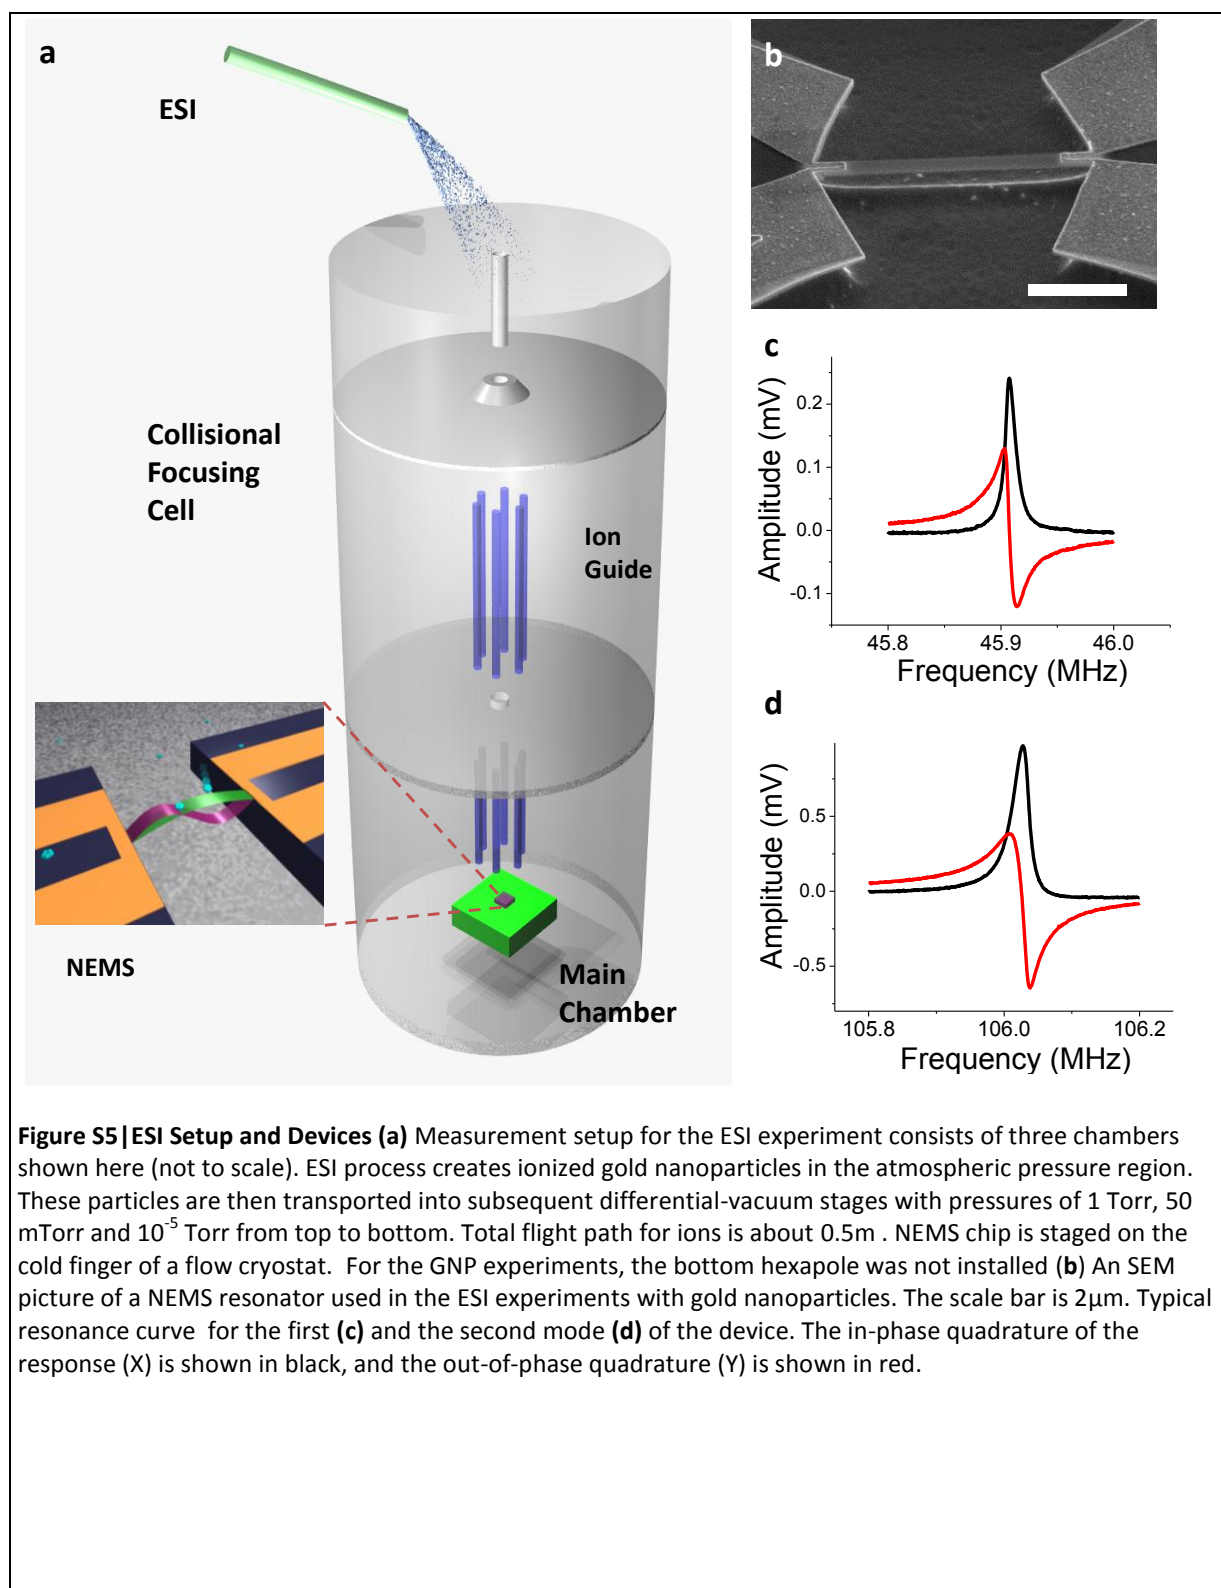 a
ESI
Collisional
Focusing
Cell
Ion
Guide
NEMS
Main
Chamber
b
c
Amplitude (mV)
0.2
0.1
0.0
-0.1
45.8 45.9 46.0
Frequency (MHz)
d
Amplitude (mV)
0.5
0.0
-0.5
105.8 106.0 106.2
Frequency (MHz)
Figure S5|ESI Setup and Devices (a) Measurement setup for the ESI experiment consists of three chambers
shown here (not to scale). ESI process creates ionized gold nanoparticles in the atmospheric pressure region.
These particles are then transported into subsequent differential-vacuum stages with pressures of 1 Torr, 50
mTorr and 10⁻⁵ Torr from top to bottom. Total flight path for ions is about 0.5m . NEMS chip is staged on the
cold finger of a flow cryostat. For the GNP experiments, the bottom hexapole was not installed (b) An SEM
picture of a NEMS resonator used in the ESI experiments with gold nanoparticles. The scale bar is 2µm. Typical
resonance curve for the first (c) and the second mode (d) of the device. The in-phase quadrature of the
response (X) is shown in black, and the out-of-phase quadrature (Y) is shown in red.